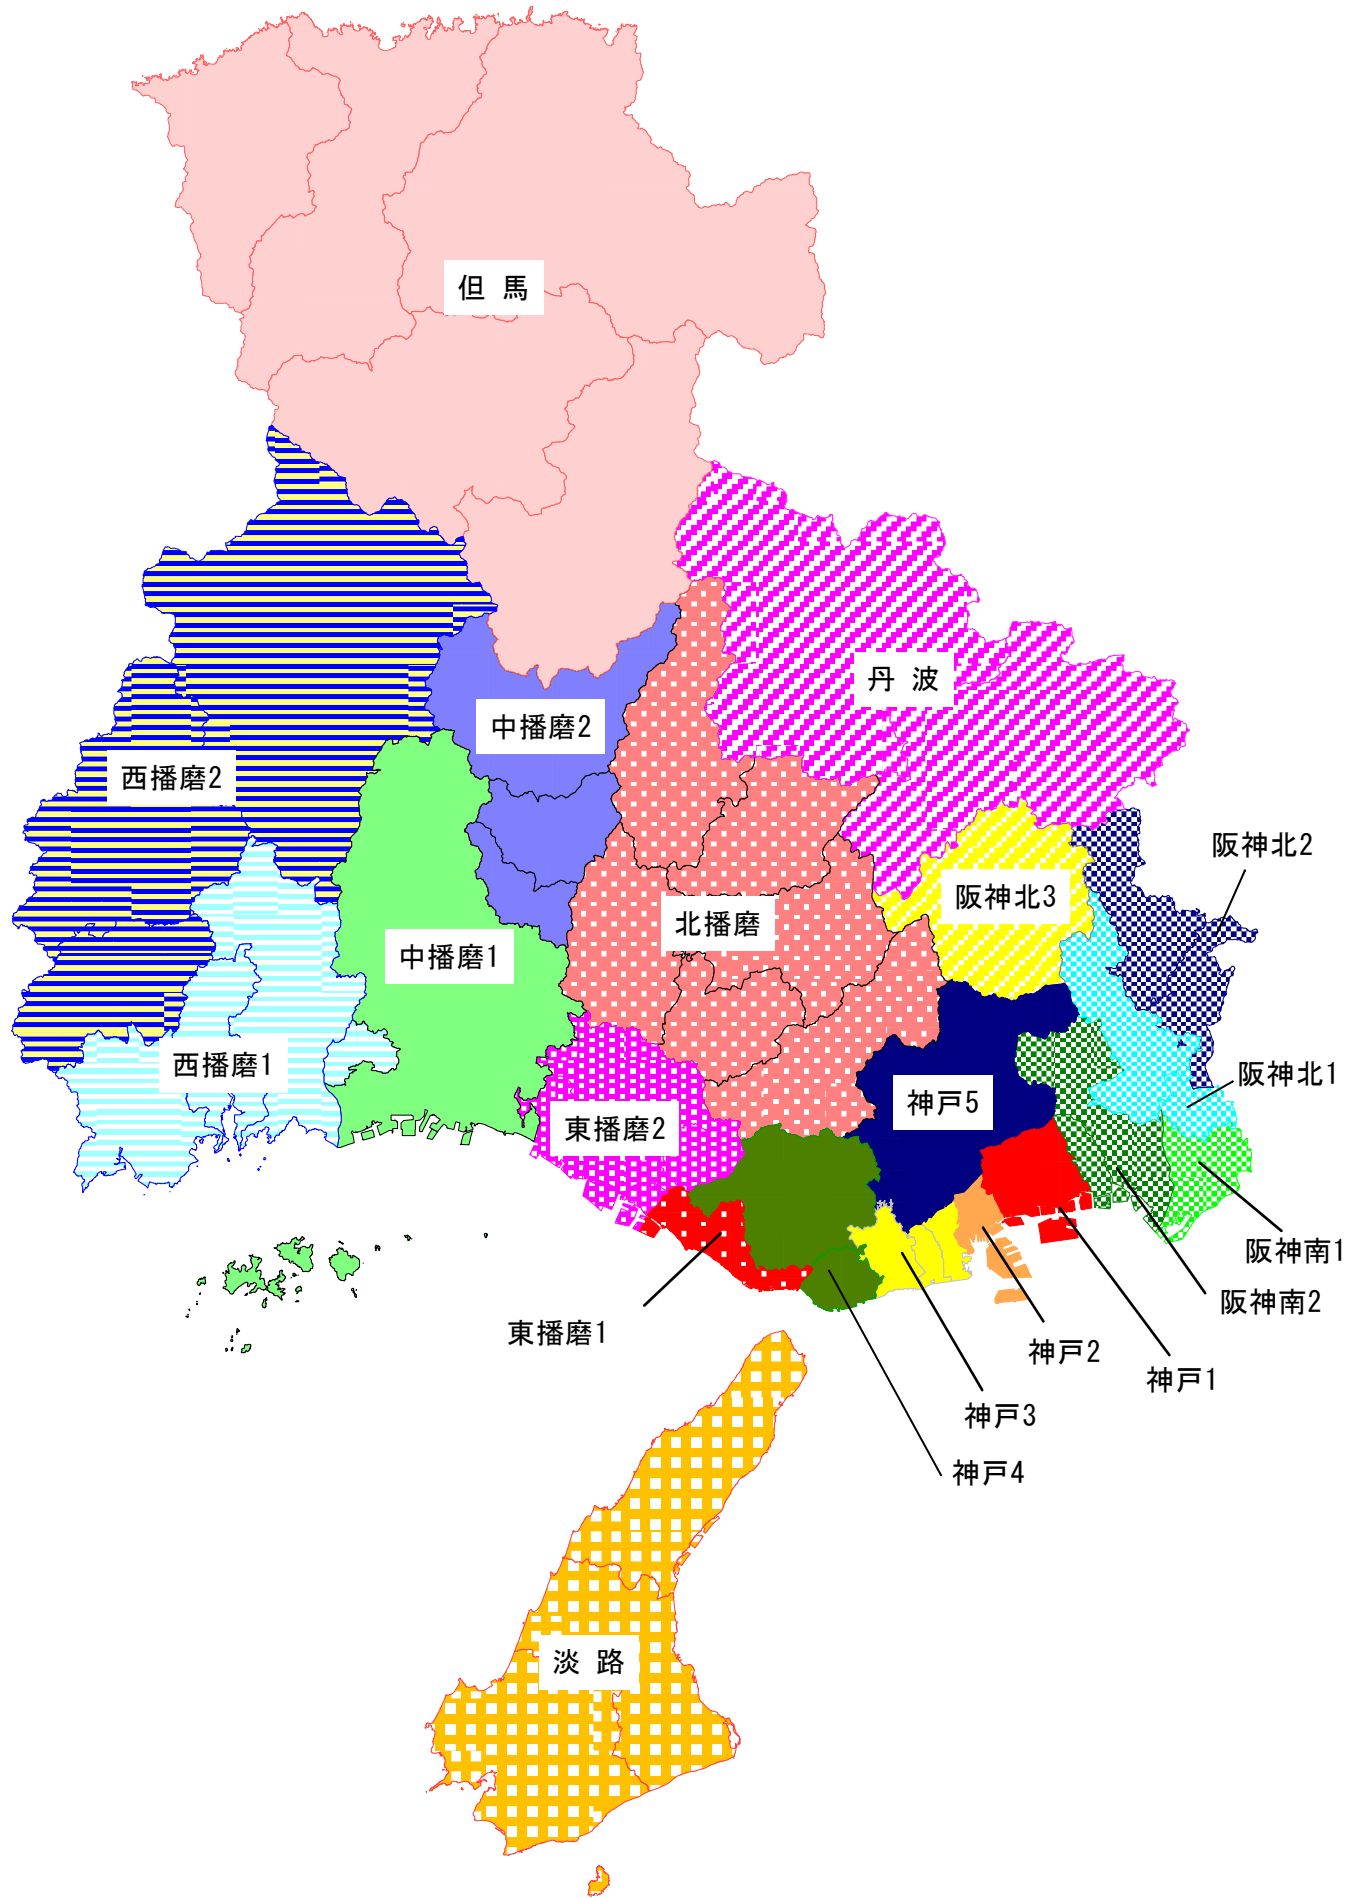 但 馬
丹 波
中播磨2
西播磨2
阪神北2
阪神北3
北播磨
中播磨1
西播磨1
阪神北1
神戸5
東播磨2
阪神南1
阪神南2
東播磨1
神戸2
神戸1
神戸3
神戸4
淡 路